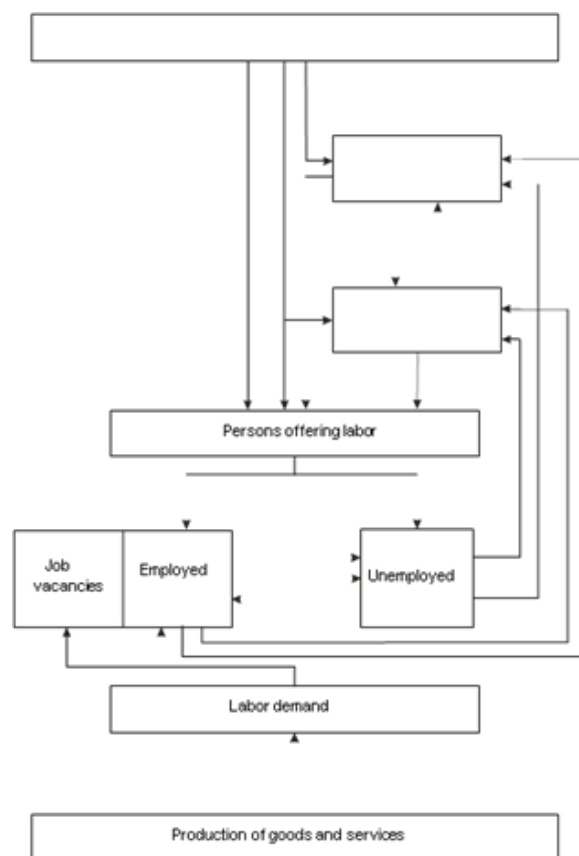 Persons offering labor
Job
vacancies
Employed
Unemployed
Labor demand
Production of goods and services